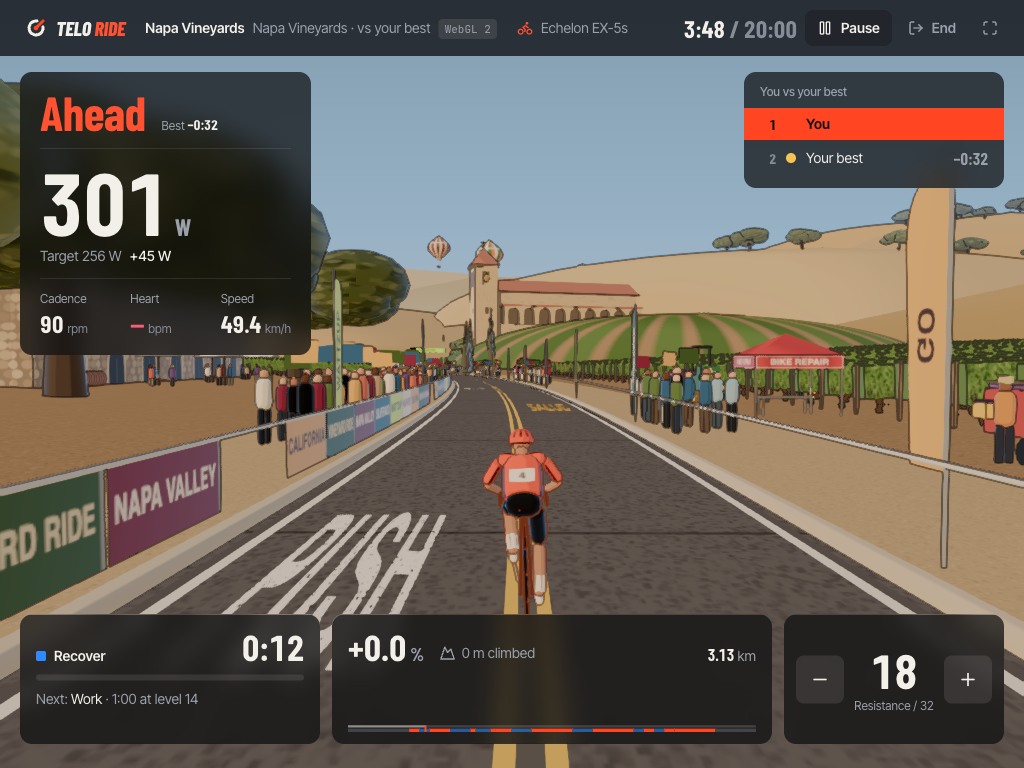 TELO RIDE Napa Vineyards Napa Vineyards · vs your best WebGL 2 Echelon EX-5s 3:48 / 20:00 Pause End
Ahead Best −0:32
301 W
Target 256 W +45 W
Cadence Heart Speed
90 rpm — bpm 49.4 km/h
You vs your best
1 You
2 Your best −0:32
GO
BIKE REPAIR
CALIFORNIA
NAPA VALLEY
RD RIDE
4
PUSH
Recover 0:12
Next: Work · 1:00 at level 14
+0.0 % 0 m climbed 3.13 km
− 18 +
Resistance / 32